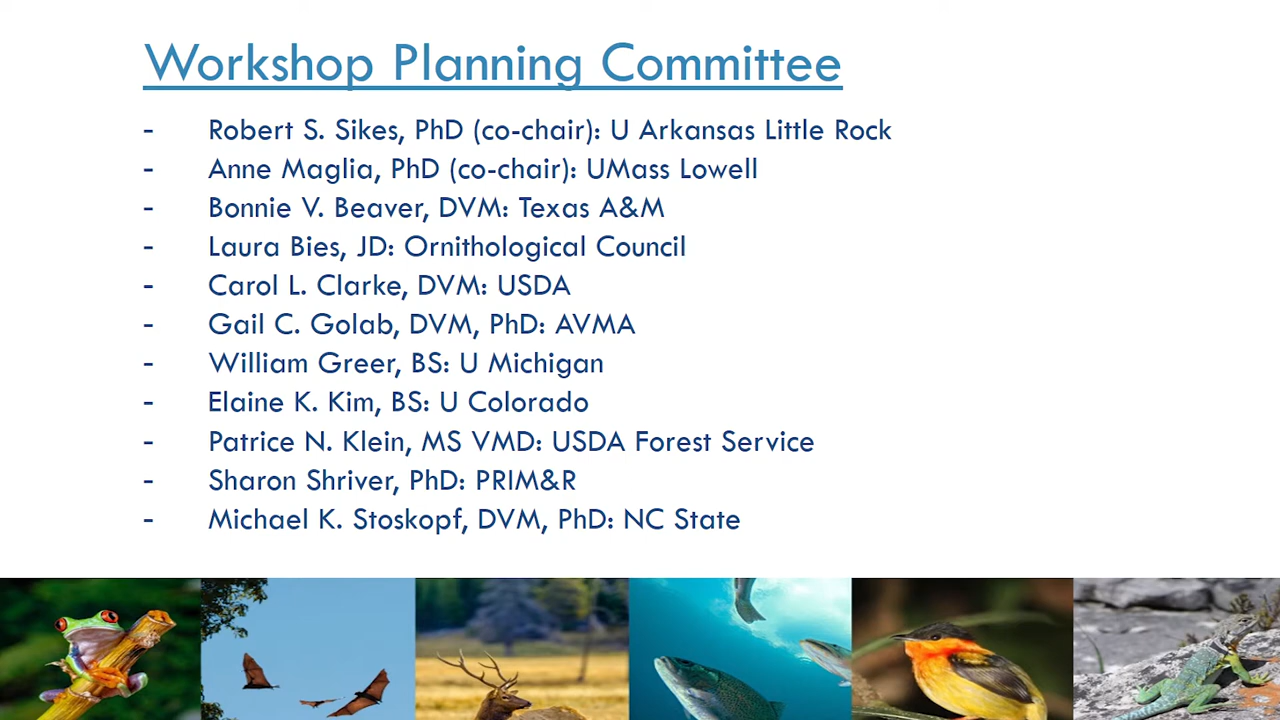 Workshop Planning Committee
- Robert S. Sikes, PhD (co-chair): U Arkansas Little Rock
- Anne Maglia, PhD (co-chair): UMass Lowell
- Bonnie V. Beaver, DVM: Texas A&M
- Laura Bies, JD: Ornithological Council
- Carol L. Clarke, DVM: USDA
- Gail C. Golab, DVM, PhD: AVMA
- William Greer, BS: U Michigan
- Elaine K. Kim, BS: U Colorado
- Patrice N. Klein, MS VMD: USDA Forest Service
- Sharon Shriver, PhD: PRIM&R
- Michael K. Stoskopf, DVM, PhD: NC State